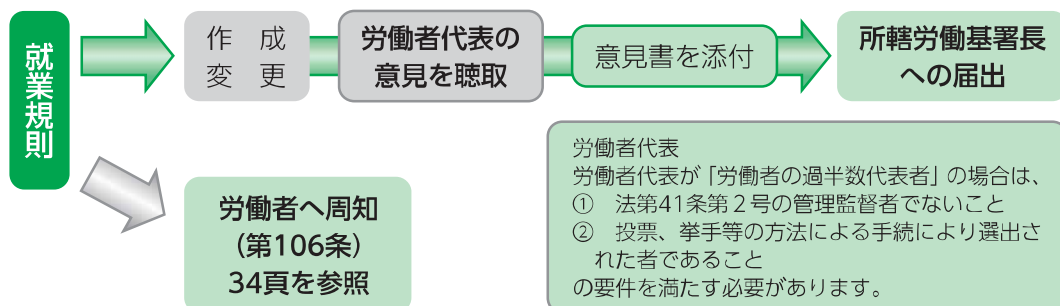 就業規則
作　成
変　更
労働者代表の
意見を聴取
意見書を添付
所轄労働基署長
への届出
労働者へ周知
(第106条)
34頁を参照
労働者代表
労働者代表が「労働者の過半数代表者」の場合は、
①　法第41条第２号の管理監督者でないこと
②　投票、挙手等の方法による手続により選出さ
れた者であること
の要件を満たす必要があります。